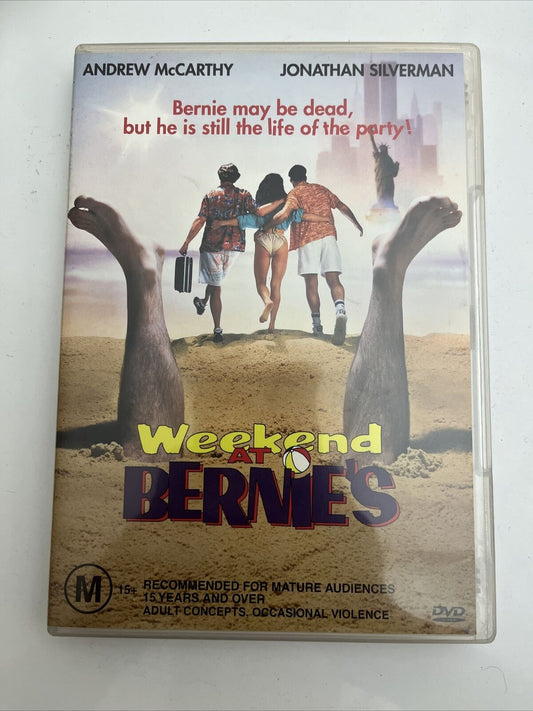 ANDREW McCARTHY JONATHAN SILVERMAN
Bernie may be dead,
but he is still the life of the party!
Weekend
AT
BERNIE'S
M 15+ RECOMMENDED FOR MATURE AUDIENCES
15 YEARS AND OVER
ADULT CONCEPTS, OCCASIONAL VIOLENCE
DVD